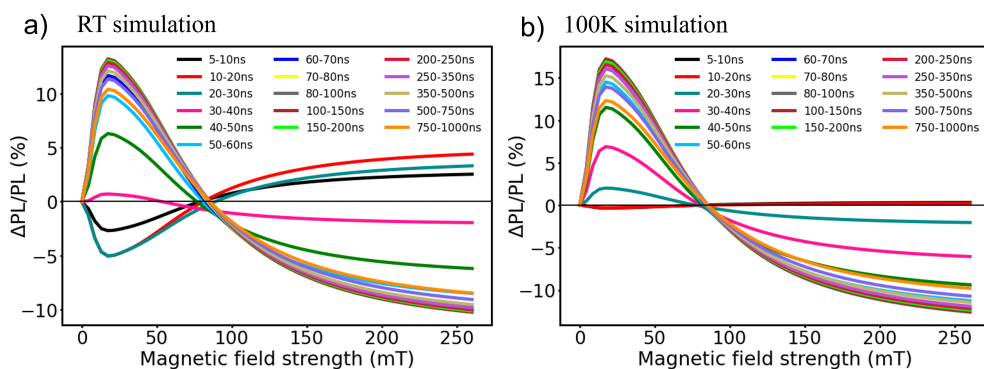 a) RT simulation
ΔPL/PL (%)
10
5
0
−5
−10
5-10ns 60-70ns 200-250ns
10-20ns 70-80ns 250-350ns
20-30ns 80-100ns 350-500ns
30-40ns 100-150ns 500-750ns
40-50ns 150-200ns 750-1000ns
50-60ns
0 50 100 150 200 250
Magnetic field strength (mT)
b) 100K simulation
ΔPL/PL (%)
15
10
5
0
−5
−10
5-10ns 60-70ns 200-250ns
10-20ns 70-80ns 250-350ns
20-30ns 80-100ns 350-500ns
30-40ns 100-150ns 500-750ns
40-50ns 150-200ns 750-1000ns
50-60ns
0 50 100 150 200 250
Magnetic field strength (mT)